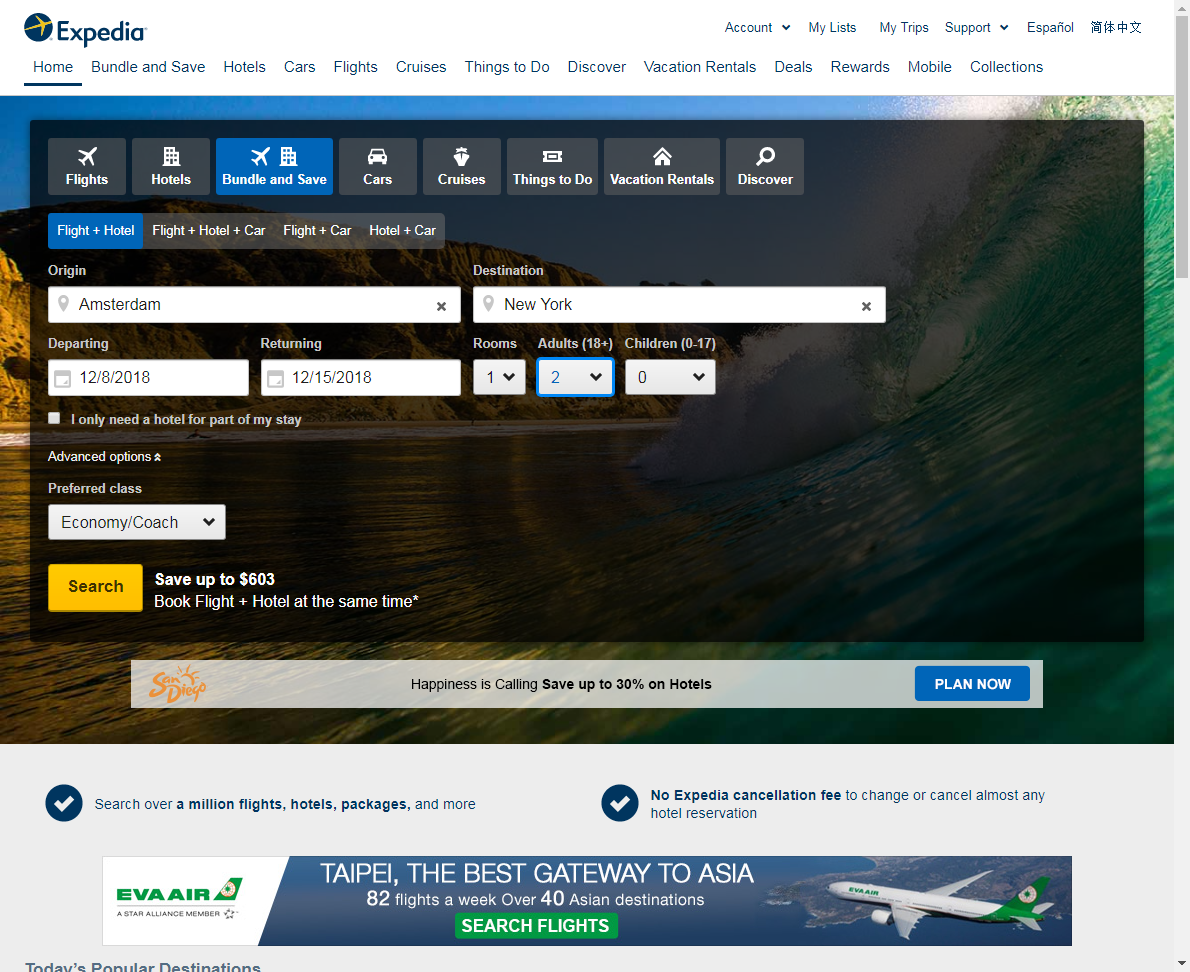 Expedia
Account My Lists My Trips Support Español 简体中文
Home Bundle and Save Hotels Cars Flights Cruises Things to Do Discover Vacation Rentals Deals Rewards Mobile Collections
Flights Hotels Bundle and Save Cars Cruises Things to Do Vacation Rentals Discover
Flight + Hotel Flight + Hotel + Car Flight + Car Hotel + Car
Origin Destination
Amsterdam New York
Departing Returning Rooms Adults (18+) Children (0-17)
12/8/2018 12/15/2018 1 2 0
I only need a hotel for part of my stay
Advanced options
Preferred class
Economy/Coach
Search
Save up to $603
Book Flight + Hotel at the same time*
San Diego
Happiness is Calling Save up to 30% on Hotels
PLAN NOW
Search over a million flights, hotels, packages, and more
No Expedia cancellation fee to change or cancel almost any
hotel reservation
EVA AIR
A STAR ALLIANCE MEMBER
TAIPEI, THE BEST GATEWAY TO ASIA
82 flights a week Over 40 Asian destinations
SEARCH FLIGHTS
EVA AIR
Today's Popular Destinations